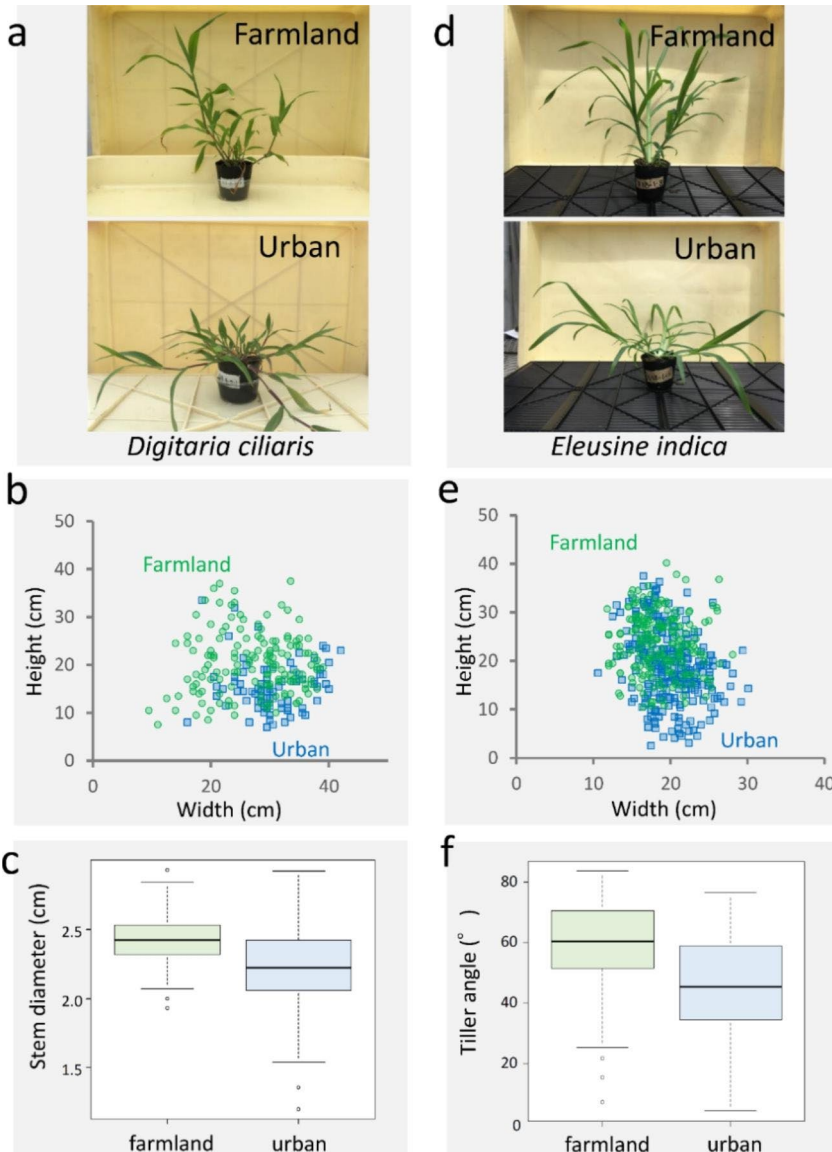 a
Farmland
Urban
Digitaria ciliaris
b
50
40
30
20
10
0
Height (cm)
Farmland
Urban
0
20
40
Width (cm)
c
2.5
2.0
1.5
Stem diameter (cm)
farmland
urban
d
Farmland
Urban
Eleusine indica
e
50
40
30
20
10
0
Height (cm)
Farmland
Urban
0
10
20
30
40
Width (cm)
f
80
60
40
20
0
Tiller angle (°)
farmland
urban